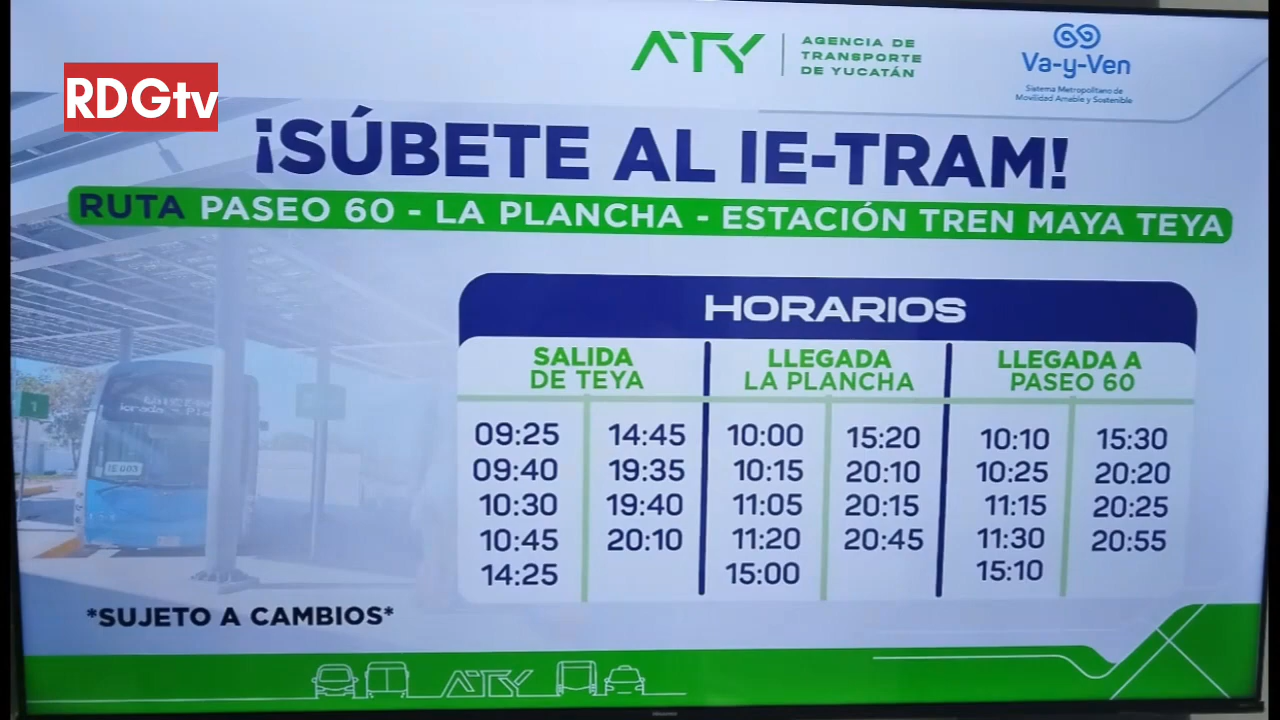 RDGtv
ATY
AGENCIA DE
TRANSPORTE
DE YUCATÁN
Va-y-Ven
Sistema Metropolitano de
Movilidad Amable y Sostenible
¡SÚBETE AL IE-TRAM!
RUTA PASEO 60 - LA PLANCHA - ESTACIÓN TREN MAYA TEYA
HORARIOS
SALIDA
DE TEYA
LLEGADA
LA PLANCHA
LLEGADA A
PASEO 60
09:25 14:45 10:00 15:20 10:10 15:30
09:40 19:35 10:15 20:10 10:25 20:20
10:30 19:40 11:05 20:15 11:15 20:25
10:45 20:10 11:20 20:45 11:30 20:55
14:25 15:00 15:10
1
IE 003
*SUJETO A CAMBIOS*
ATY